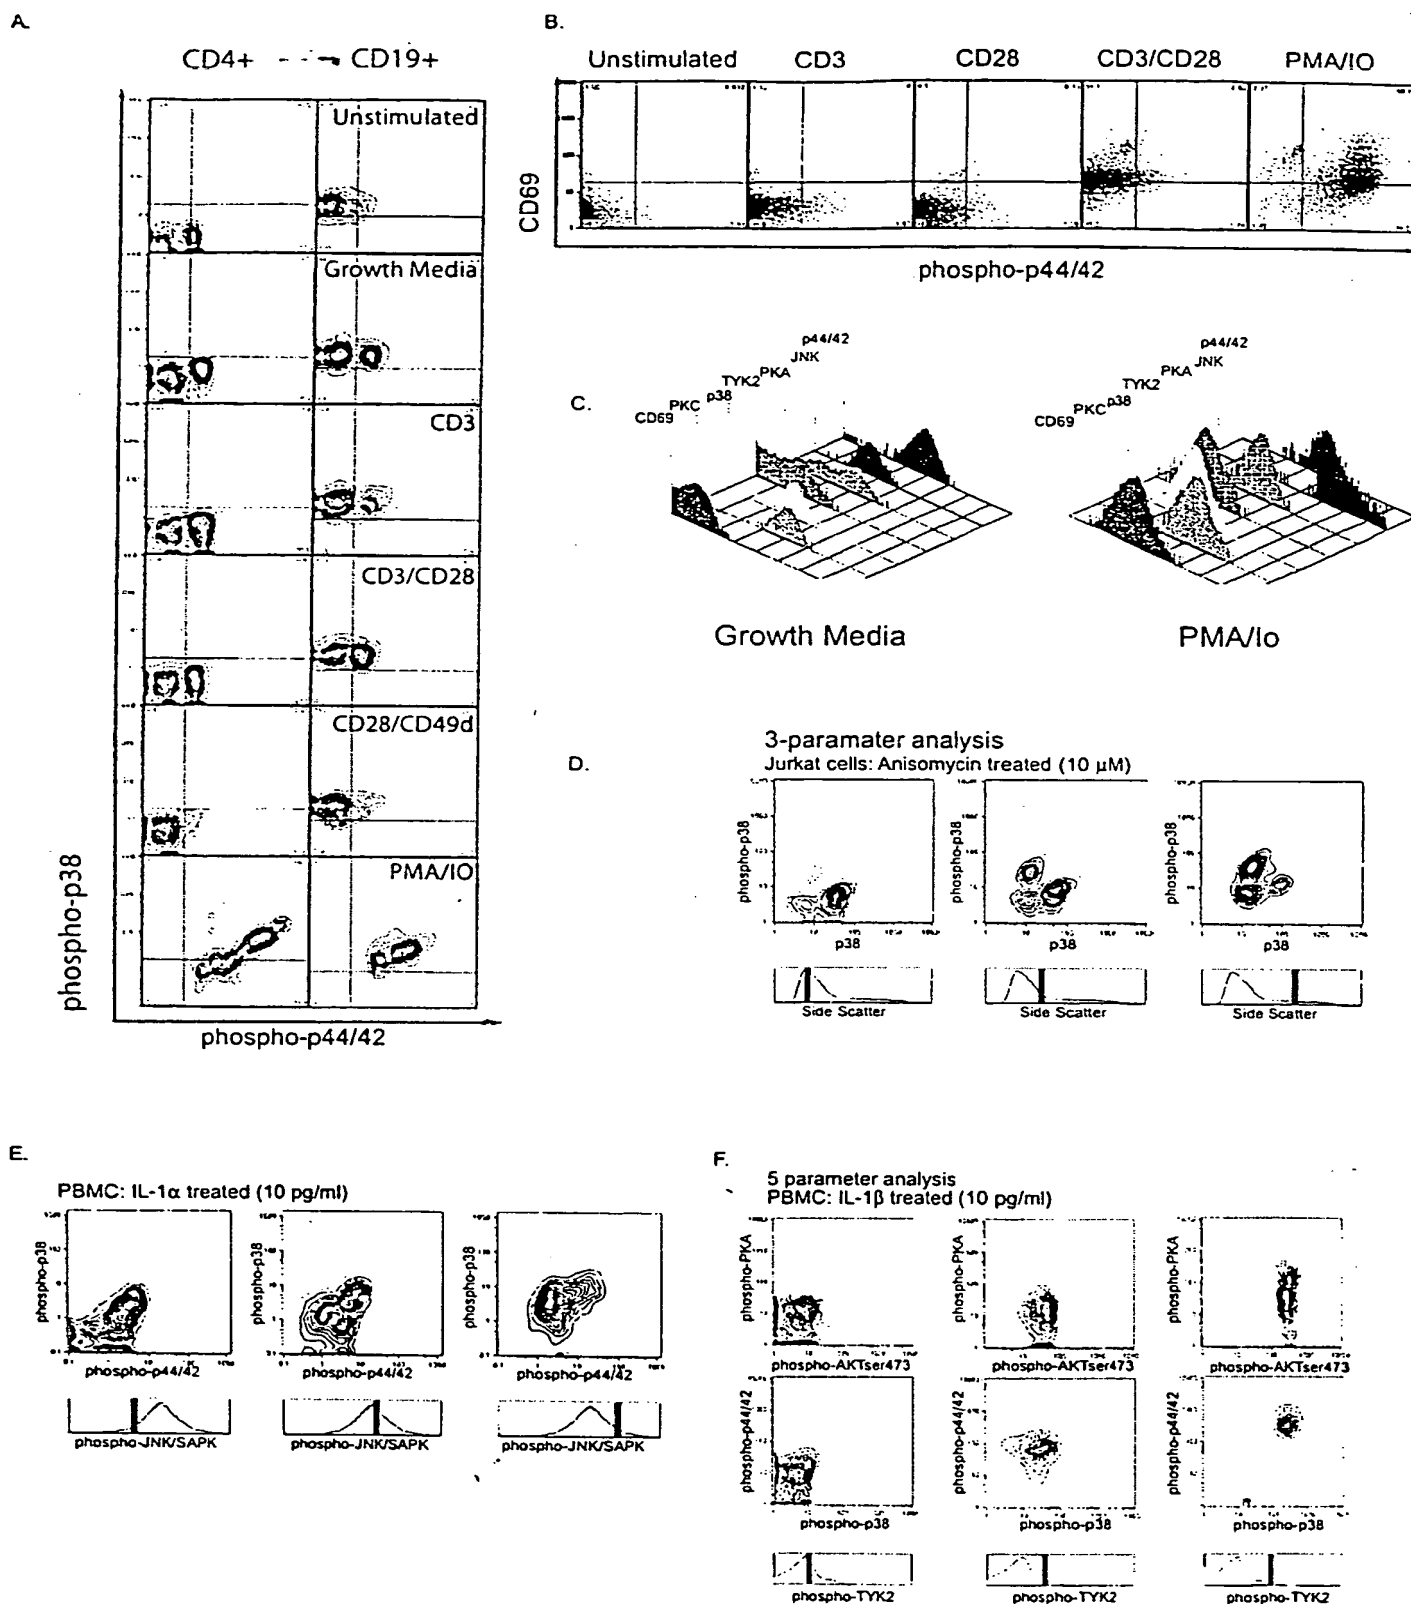 A.
CD4+ CD19+
Unstimulated
Growth Media
CD3
CD3/CD28
CD28/CD49d
PMA/IO
phospho-p38
phospho-p44/42
B.
Unstimulated CD3 CD28 CD3/CD28 PMA/IO
CD69
phospho-p44/42
C.
CD69 PKC p38 TYK2 PKA JNK p44/42
CD69 PKC p38 TYK2 PKA JNK p44/42
Growth Media PMA/Io
D.
3-paramater analysis
Jurkat cells: Anisomycin treated (10 µM)
phospho-p38 phospho-p38 phospho-p38
p38 p38 p38
Side Scatter Side Scatter Side Scatter
E.
PBMC: IL-1α treated (10 pg/ml)
phospho-p38 phospho-p38 phospho-p38
phospho-p44/42 phospho-p44/42 phospho-p44/42
phospho-JNK/SAPK phospho-JNK/SAPK phospho-JNK/SAPK
F.
5 parameter analysis
PBMC: IL-1β treated (10 pg/ml)
phospho-PKA phospho-PKA phospho-PKA
phospho-AKTser473 phospho-AKTser473 phospho-AKTser473
phospho-p44/42 phospho-p44/42 phospho-p44/42
phospho-p38 phospho-p38 phospho-p38
phospho-TYK2 phospho-TYK2 phospho-TYK2